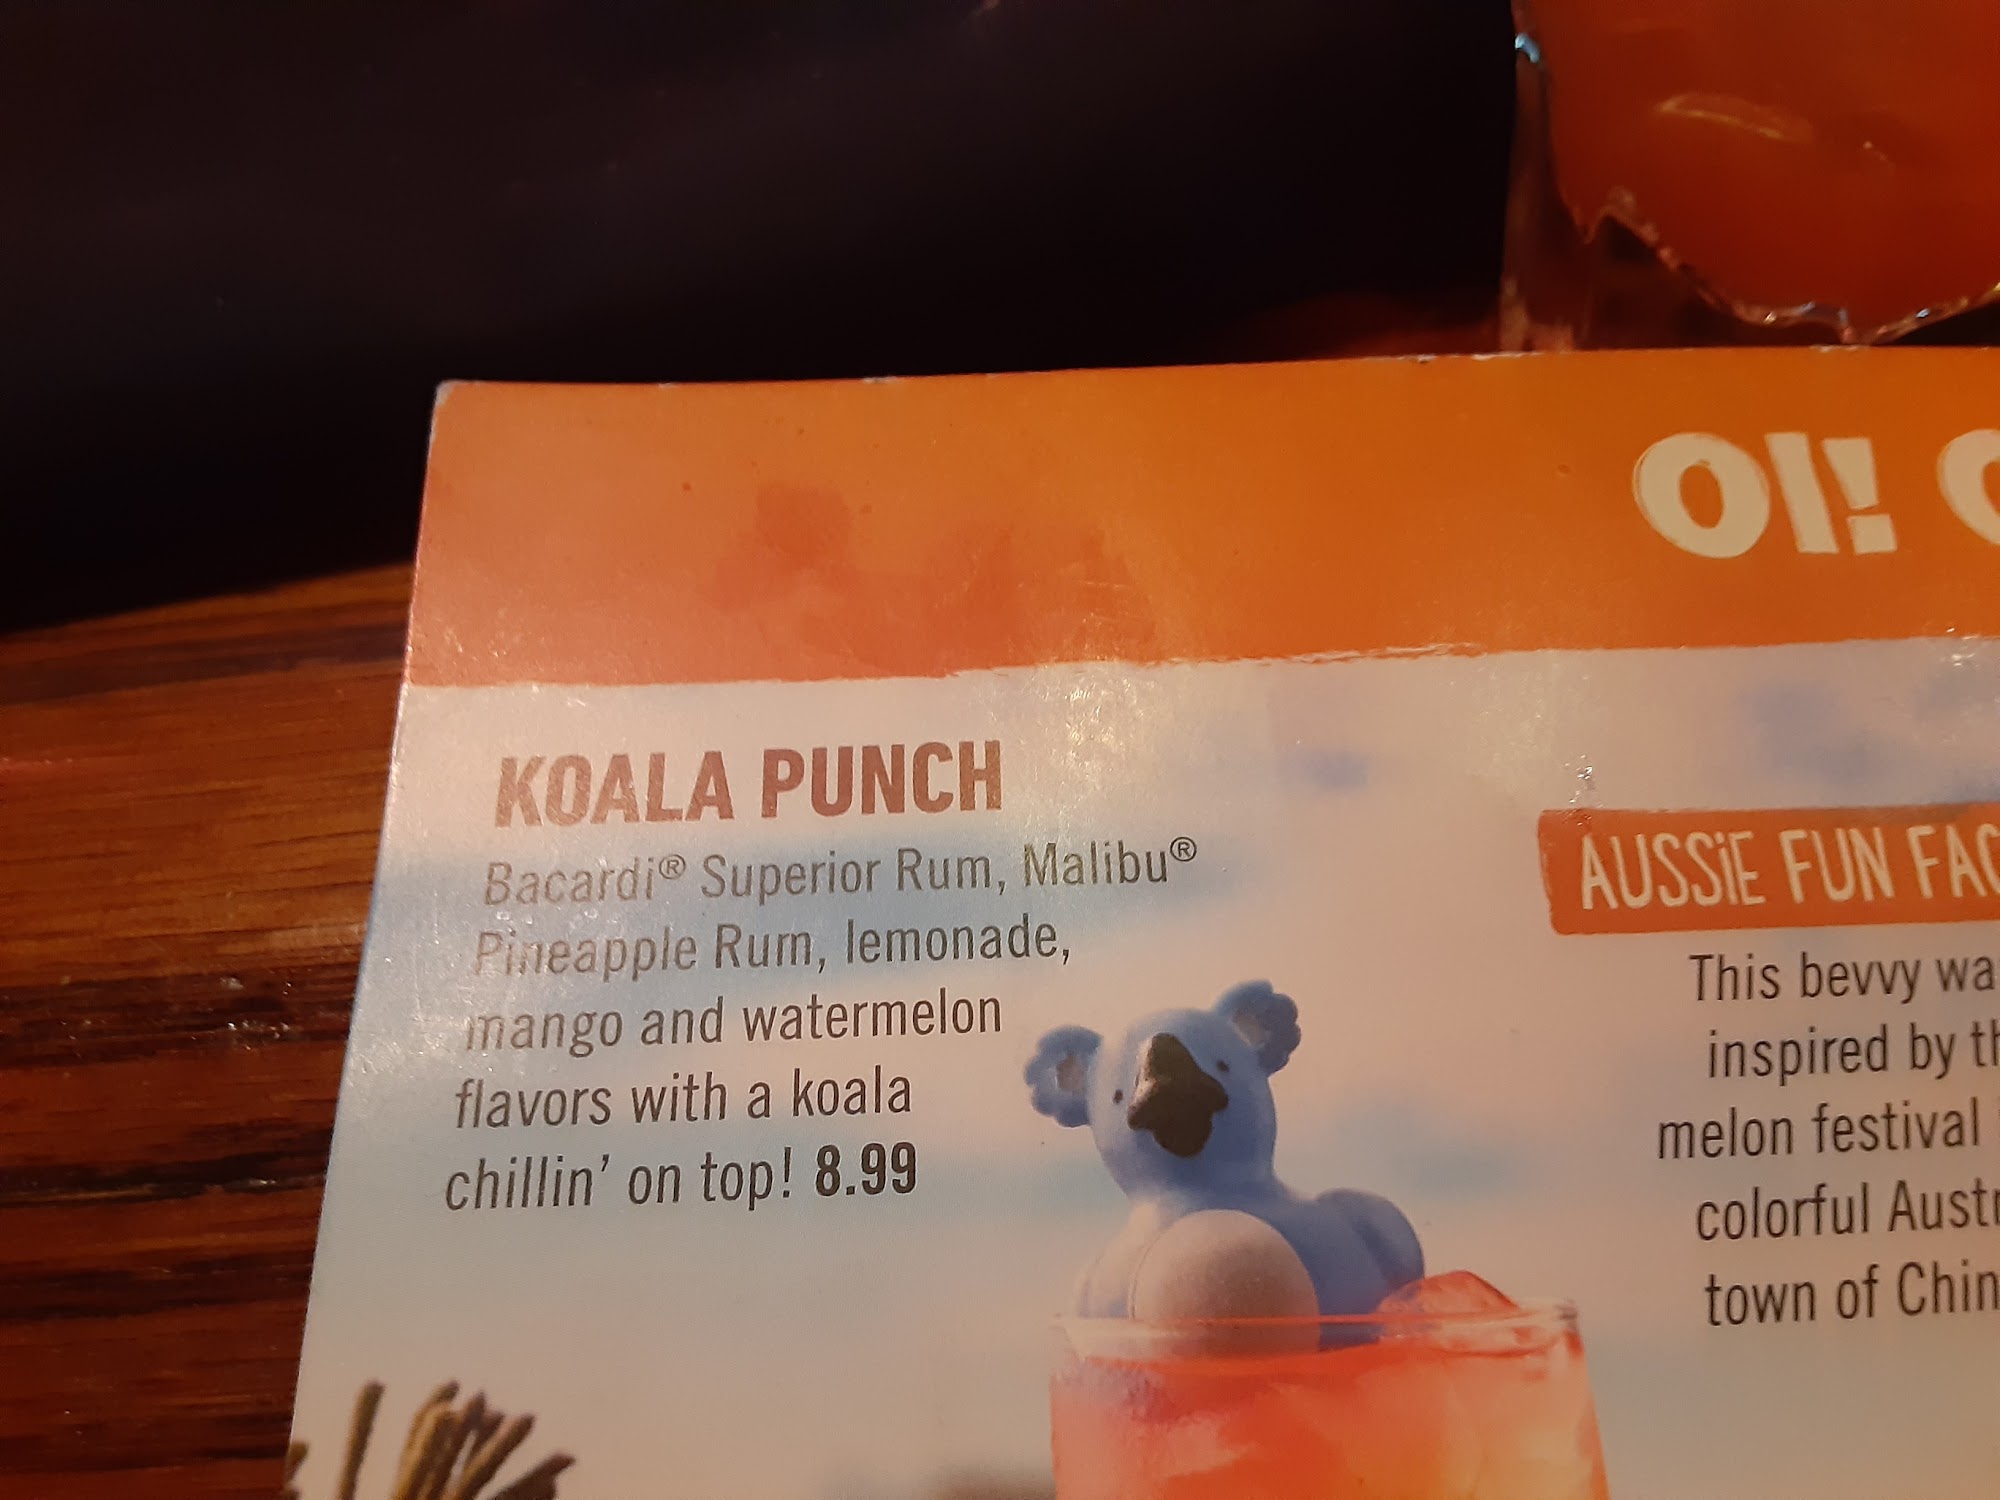 OI!
KOALA PUNCH
Bacardi® Superior Rum, Malibu®
Pineapple Rum, lemonade,
mango and watermelon
flavors with a koala
chillin' on top! 8.99
AUSSiE FUN
This bevvy
inspired by
melon festival
colorful
town of